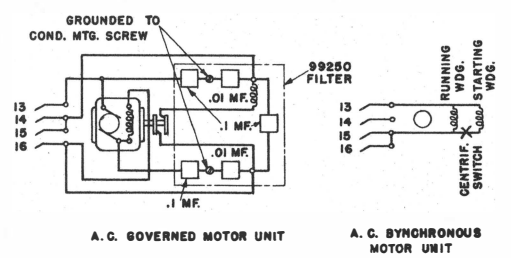 GROUNDED TO
COND. MTG. SCREW
99250
FILTER
.01 MF.
.1 MF.
.01 MF.
.1 MF.
13
14
15
16
A.C. GOVERNED MOTOR UNIT
RUNNING
WDG.
STARTING
WDG.
13
14
15
16
CENTRIF.
SWITCH
A.C. BYNCHRONOUS
MOTOR UNIT